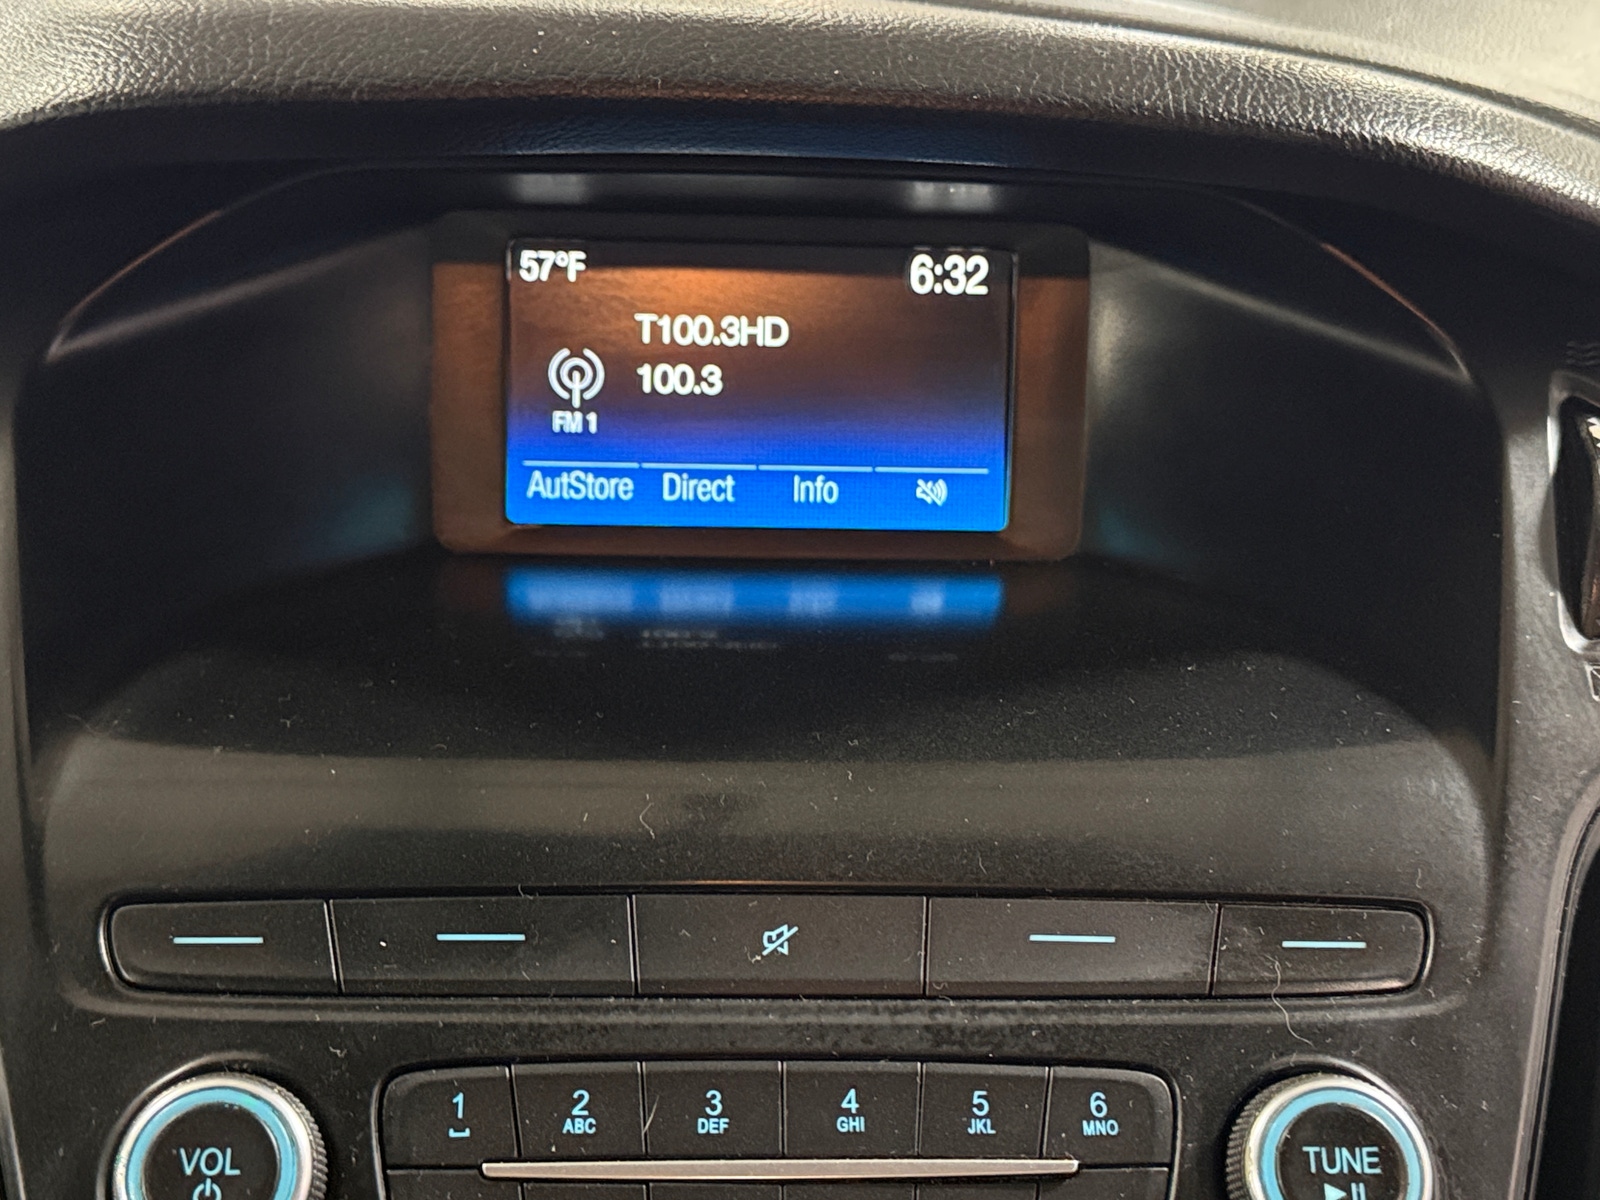 57°F 6:32
T100.3HD
100.3
FM 1
AutStore Direct Info
1 2 3 4 5 6
ABC DEF GHI JKL MNO
VOL TUNE